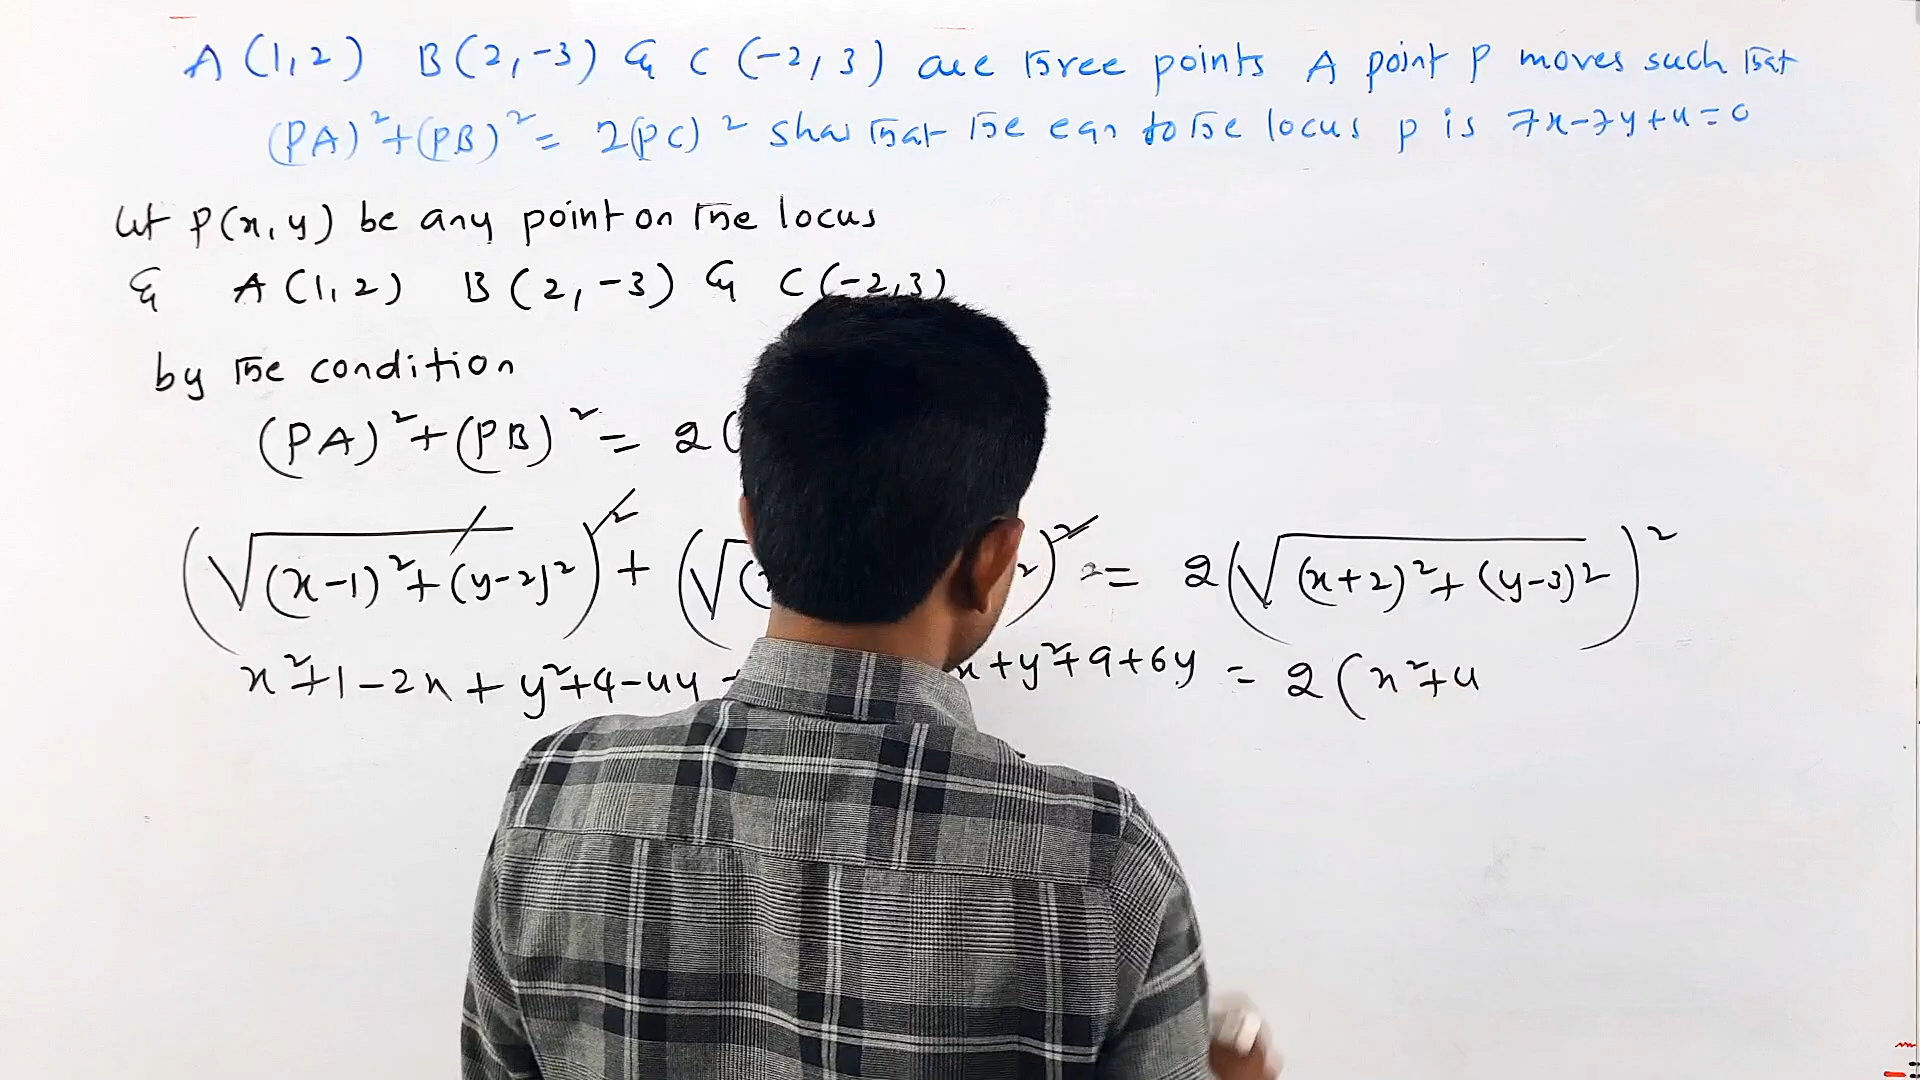 A (1,2) B (2,-3) & C (-2,3) are three points A point P moves such that
(PA)²+(PB)² = 2(PC)² show that the eqn to the locus p is 7x-7y+4=0
Let P(x,y) be any point on the locus
& A (1,2) B (2,-3) & C (-2,3)
by the condition
(PA)²+(PB)² = 2(
(√(x-1)²+(y-2)²)² + (√( ²)² = 2(√(x+2)²+(y-3)²)²
x²+1-2x+y²+4-4y x+y²+9+6y = 2(x²+4